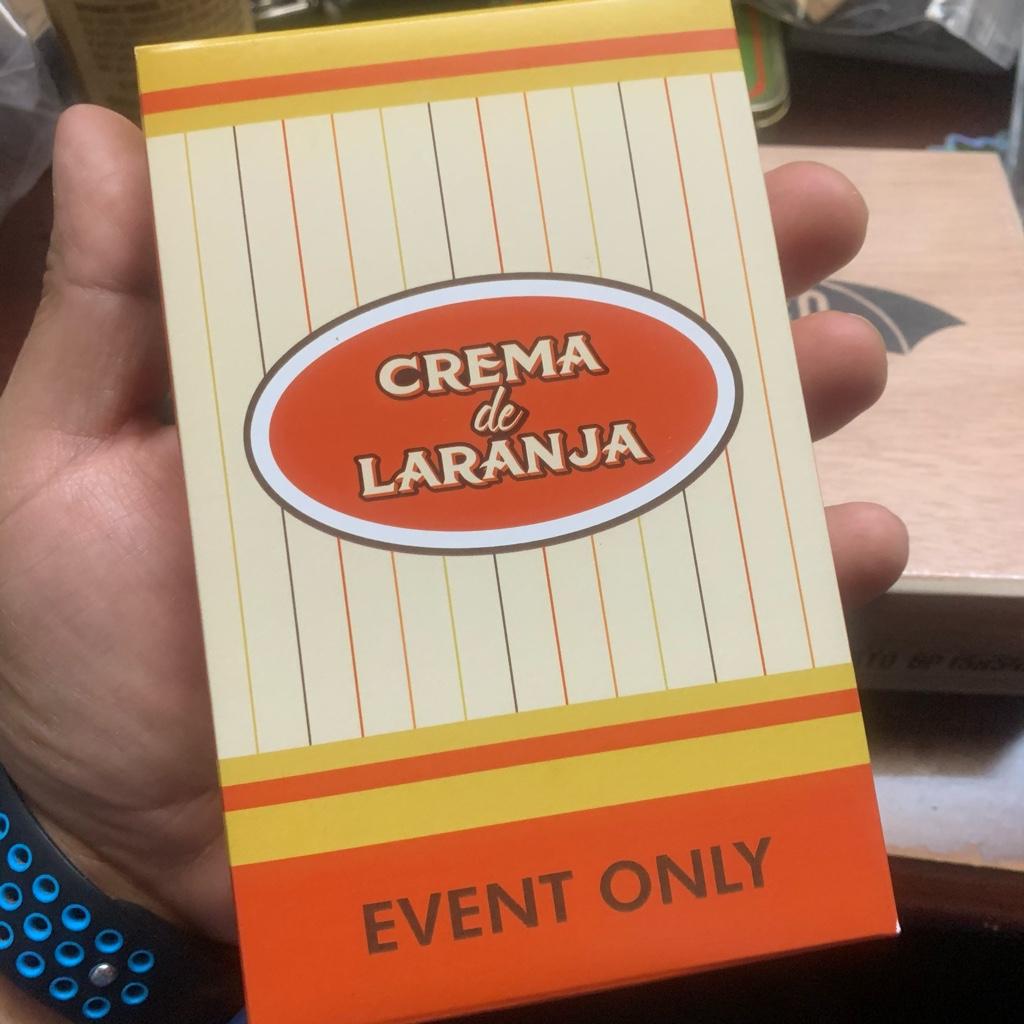 CREMA
de
LARANJA
EVENT ONLY